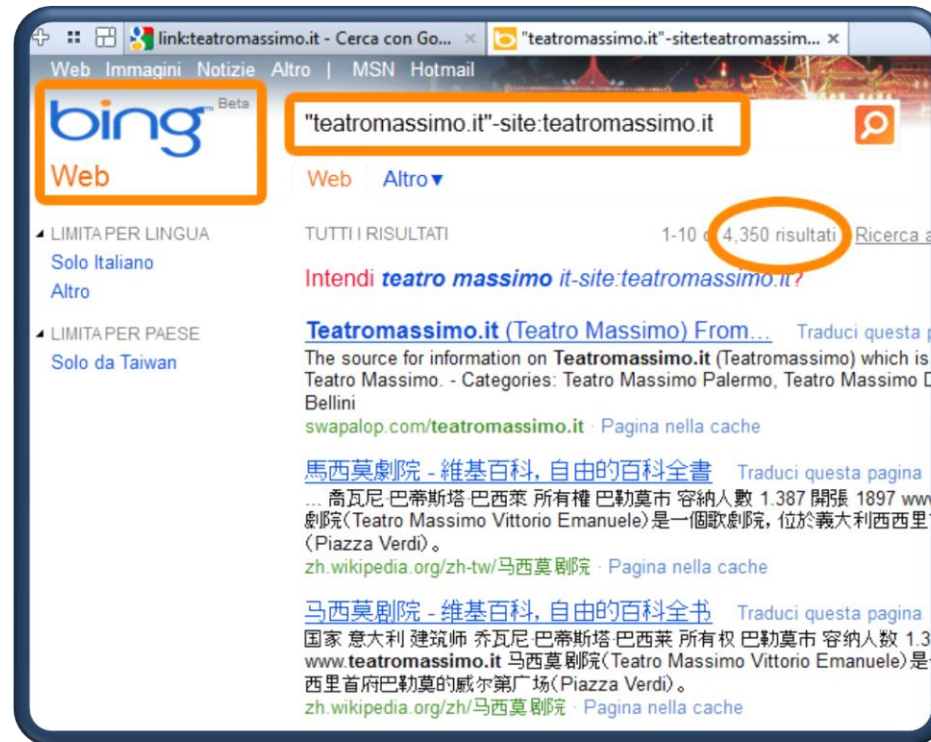 link:teatromassimo.it - Cerca con Go... × "teatromassimo.it"-site:teatromassim... ×
Web Immagini Notizie Altro | MSN Hotmail
bing™ Beta
"teatromassimo.it"-site:teatromassimo.it
Web
Web Altro▼
LIMITA PER LINGUA
Solo Italiano
Altro
LIMITA PER PAESE
Solo da Taiwan
TUTTI I RISULTATI 1-10 d 4,350 risultati · Ricerca a
Intendi teatro massimo it-site:teatromassimo.it?
Teatromassimo.it (Teatro Massimo) From... Traduci questa p
The source for information on Teatromassimo.it (Teatromassimo) which is
Teatro Massimo. - Categories: Teatro Massimo Palermo, Teatro Massimo
Bellini
swapalop.com/teatromassimo.it · Pagina nella cache
馬西莫劇院 - 維基百科，自由的百科全書 Traduci questa pagina
... 喬瓦尼·巴蒂斯塔·巴西萊 所有權 巴勒莫市 容納人數 1.387 開張 1897 www
劇院(Teatro Massimo Vittorio Emanuele)是一個歌劇院，位於義大利西西里
(Piazza Verdi)。
zh.wikipedia.org/zh-tw/马西莫剧院 · Pagina nella cache
马西莫剧院 - 维基百科，自由的百科全书 Traduci questa pagina
国家 意大利 建筑师 乔瓦尼·巴蒂斯塔·巴西莱 所有权 巴勒莫市 容纳人数 1.3
www.teatromassimo.it 马西莫剧院(Teatro Massimo Vittorio Emanuele)是
西里首府巴勒莫的威尔第广场(Piazza Verdi)。
zh.wikipedia.org/zh/马西莫剧院 · Pagina nella cache